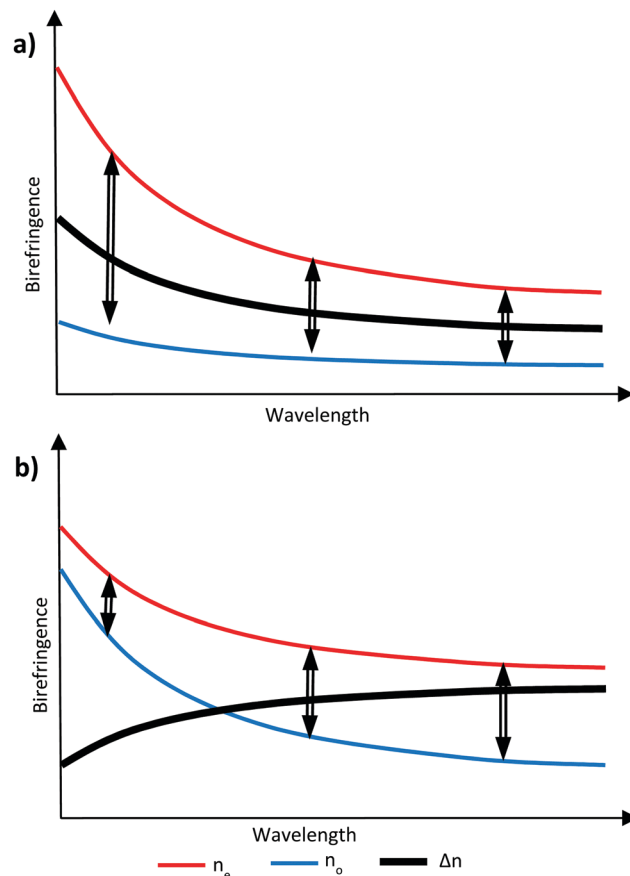 a)
Birefringence
Wavelength
b)
Birefringence
Wavelength
nₑ nₒ Δn